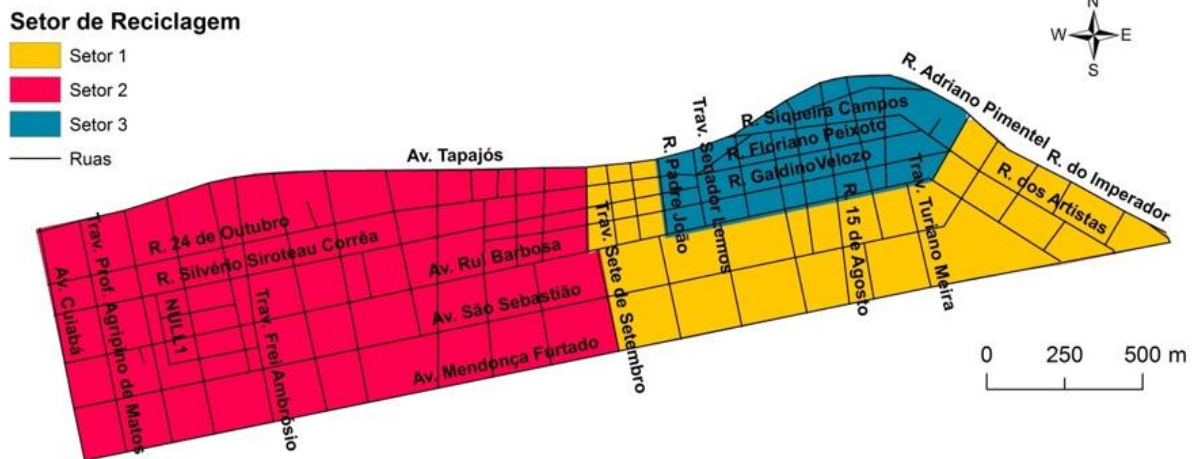 Setor de Reciclagem
Setor 1
Setor 2
Setor 3
Ruas
N
W
E
S
R. Adriano Pimentel
R. do Imperador
R. dos Artistas
R. Siqueira Campos
R. Floriano Peixoto
R. GaldinoVelozo
Trav. Senador Lemos
R. Padre João
Av. Tapajós
Trav. Turiano Meira
R. 15 de Agosto
Trav. Sete de Setembro
R. 24 de Outubro
R. Silvério Siroteau Corrêa
Av. Rui Barbosa
Av. São Sebastião
Av. Mendonça Furtado
Av. Cuiabá
Trav. Prof. Agripino de Matos
NULL1
Trav. Frei Ambrósio
0 250 500 m